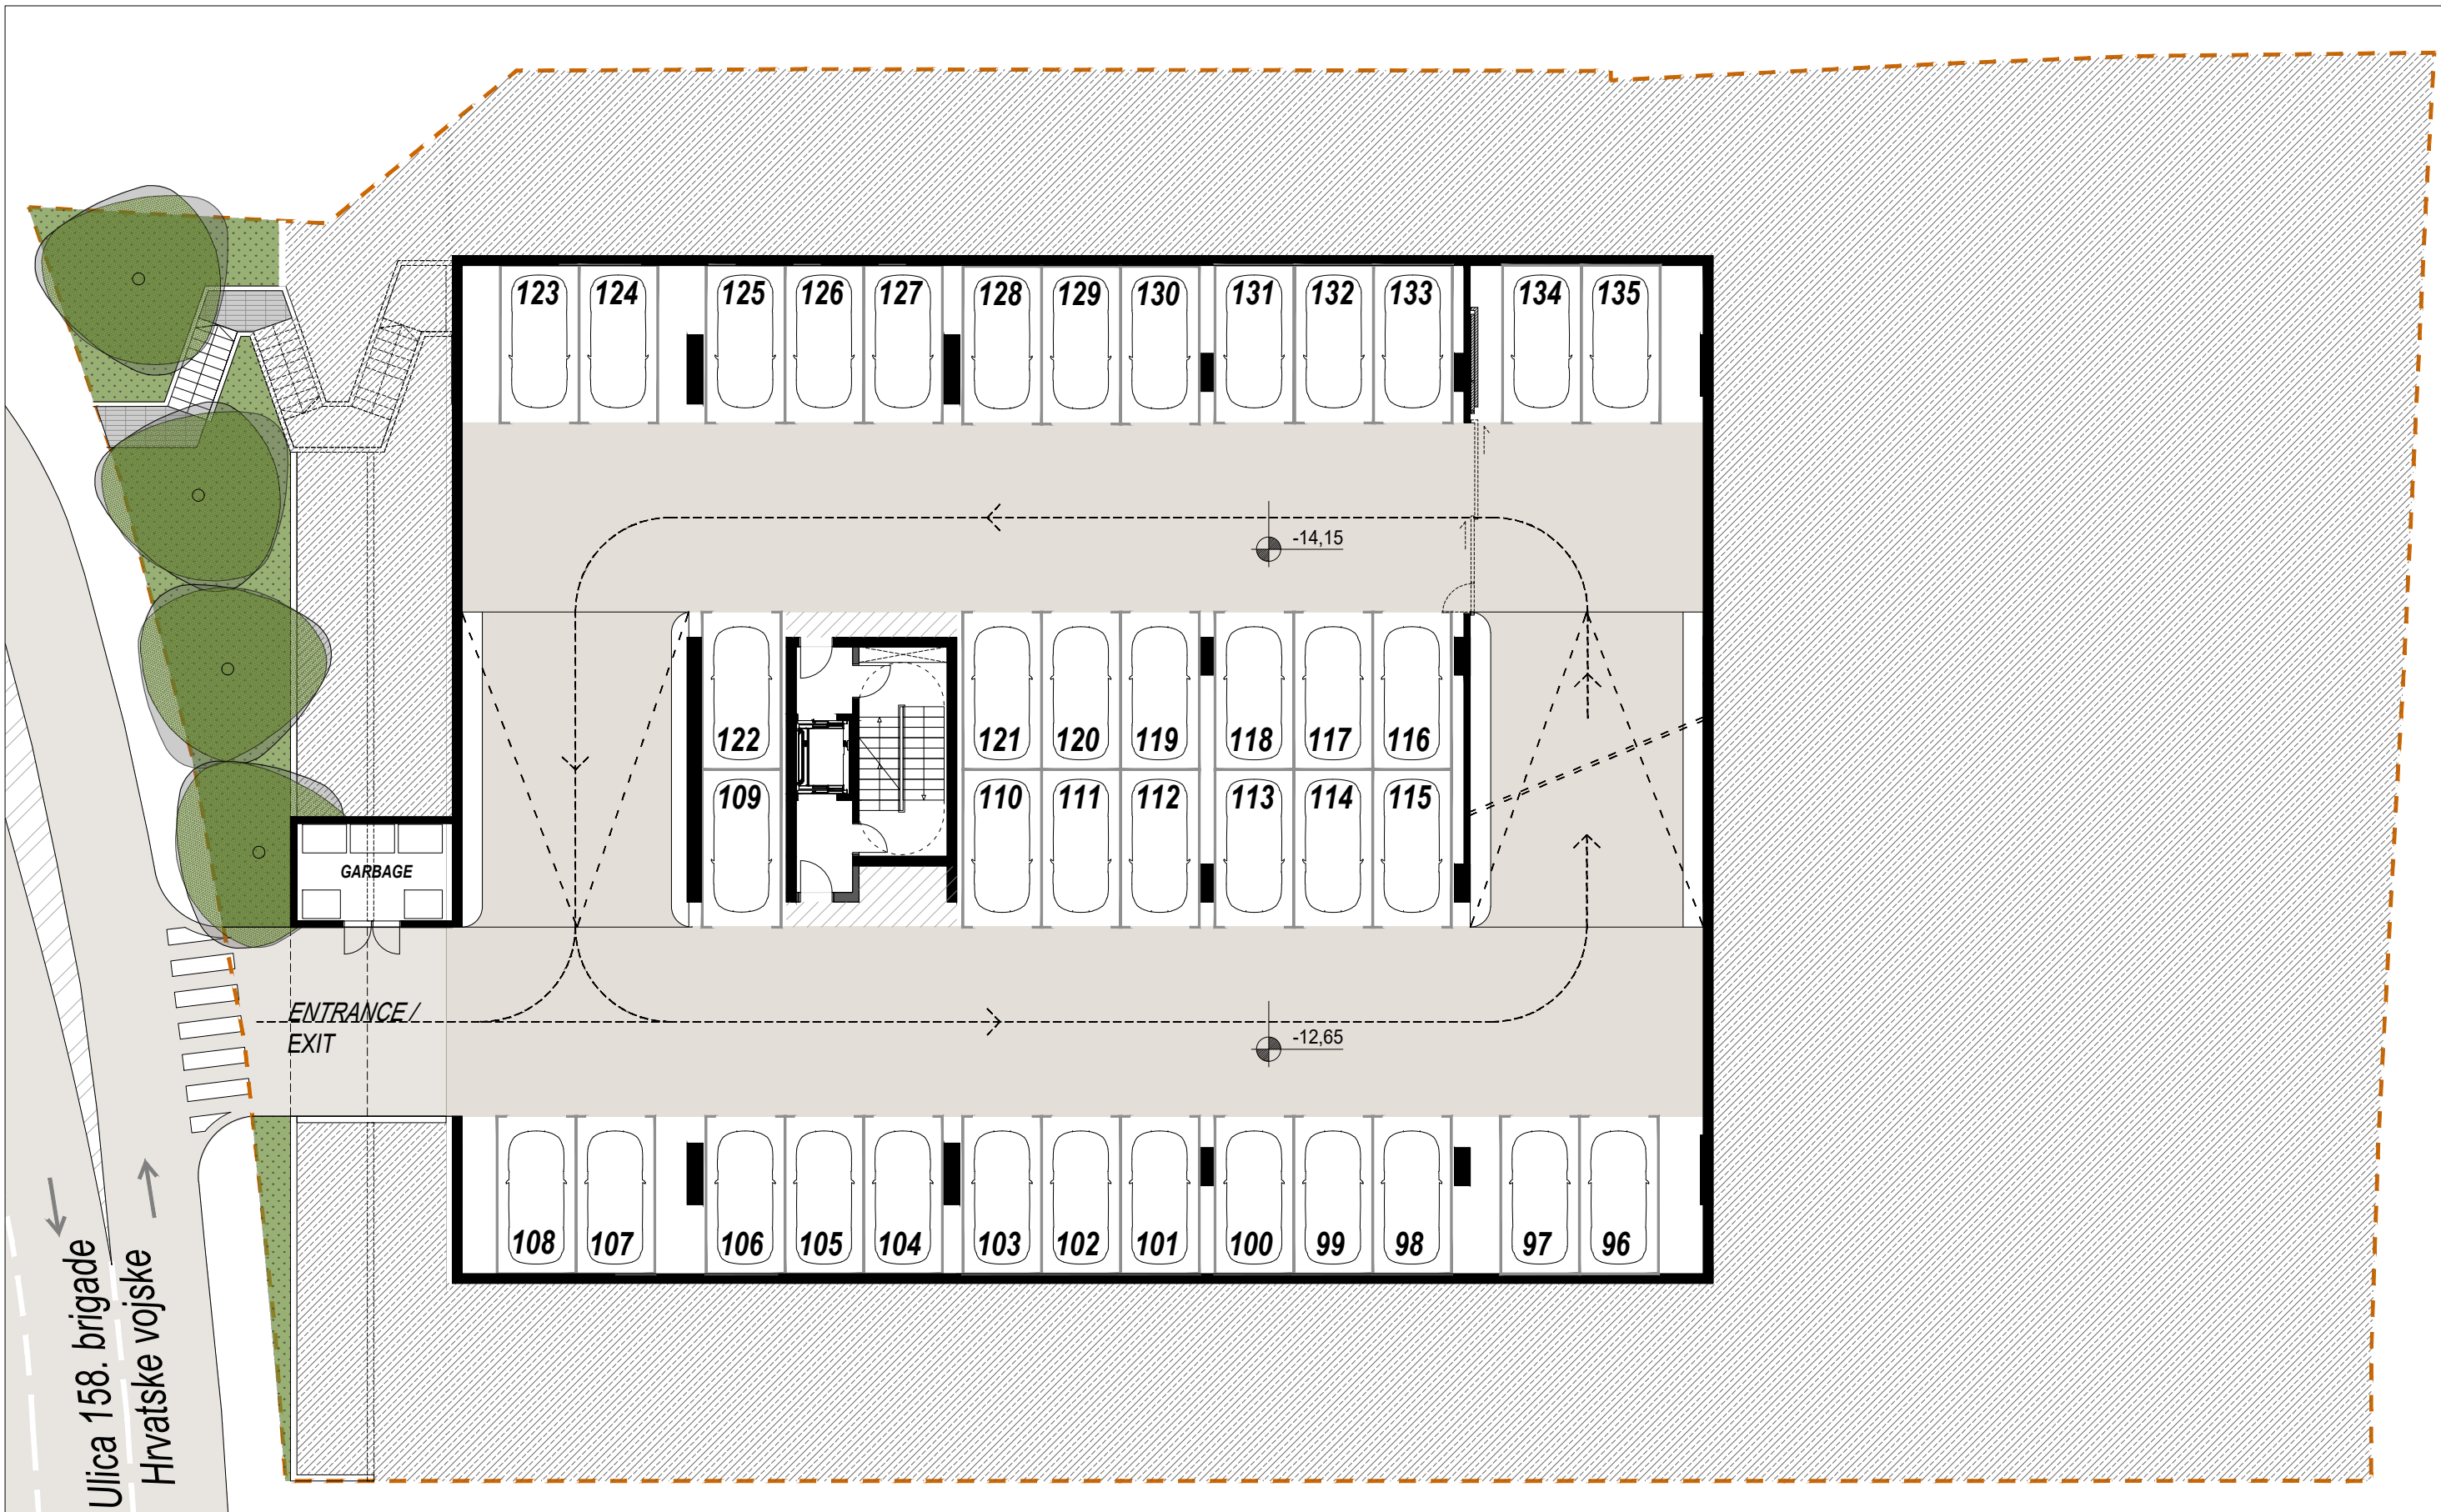 123 124 125 126 127 128 129 130 131 132 133 134 135
-14,15
122 121 120 119 118 117 116
109 110 111 112 113 114 115
GARBAGE
ENTRANCE /
EXIT
-12,65
108 107 106 105 104 103 102 101 100 99 98 97 96
Ulica 158. brigade
Hrvatske vojske